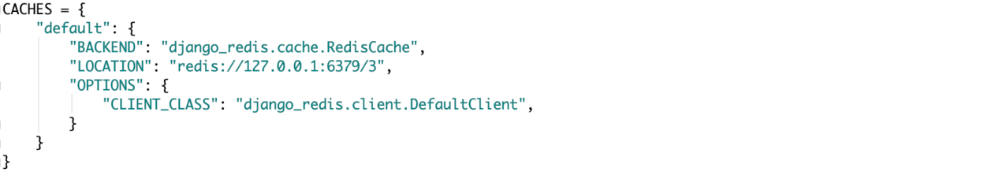 CACHES = {
    "default": {
        "BACKEND": "django_redis.cache.RedisCache",
        "LOCATION": "redis://127.0.0.1:6379/3",
        "OPTIONS": {
            "CLIENT_CLASS": "django_redis.client.DefaultClient",
        }
    }
}